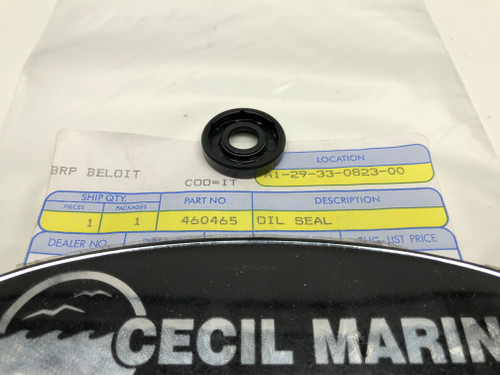 LOCATION
BRP BELOIT COO=IT A1-29-33-0823-00
SHIP QTY. PART NO. DESCRIPTION
PIECES PACKAGES
1 1 460465 OIL SEAL
DEALER NO. LIST PRICE
CECIL MARIN